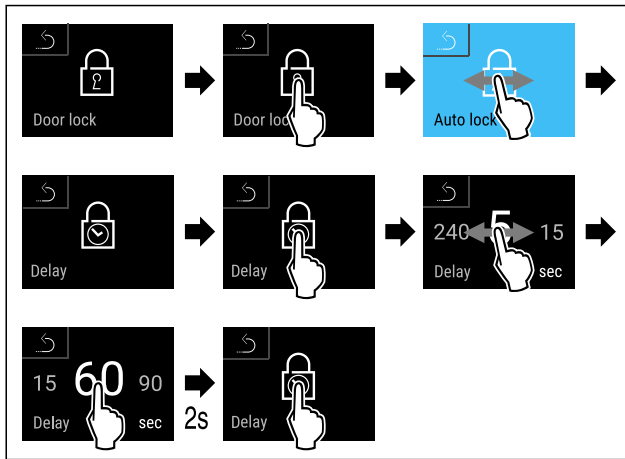 Door lock
Door loc
Auto lock
Delay
Delay
240 5 15
Delay sec
15 60 90
Delay sec
2s
Delay